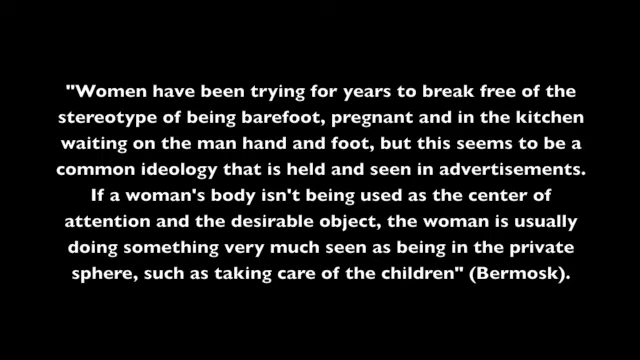 "Women have been trying for years to break free of the
stereotype of being barefoot, pregnant and in the kitchen
waiting on the man hand and foot, but this seems to be a
common ideology that is held and seen in advertisements.
If a woman's body isn't being used as the center of
attention and the desirable object, the woman is usually
doing something very much seen as being in the private
sphere, such as taking care of the children" (Bermosk).